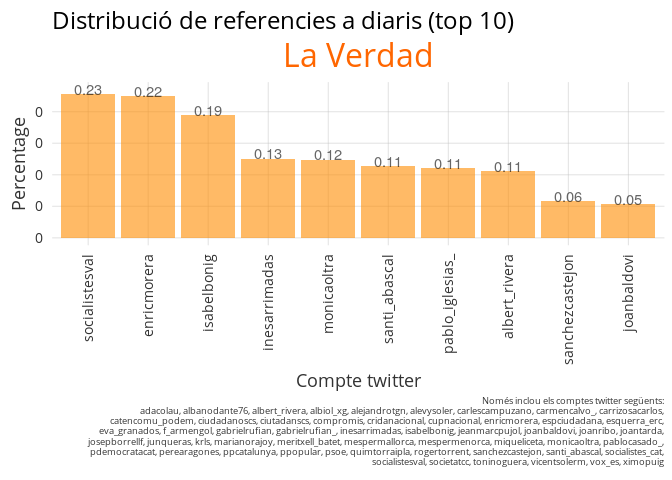 Distribució de referencies a diaris (top 10)
La Verdad
Percentage
0
0
0
0
0
0.23
0.22
0.19
0.13
0.12
0.11
0.11
0.11
0.06
0.05
socialistesval
enricmorera
isabelbonig
inesarrimadas
monicaoltra
santi_abascal
pablo_iglesias_
albert_rivera
sanchezcastejon
joanbaldovi
Compte twitter
Només inclou els comptes twitter següents:
adacolau, albanodante76, albert_rivera, albiol_xg, alejandrotgn, alevysoler, carlescampuzano, carmencalvo_, carrizosacarlos,
catencomu_podem, ciudadanoscs, ciutadanscs, compromis, cridanacional, cupnacional, enricmorera, espciudadana, esquerra_erc,
eva_granados, f_armengol, gabrielrufian, gabrielrufian_, inesarrimadas, isabelbonig, jeanmarcpujol, joanbaldovi, joanribo, joantarda,
josepborrellf, junqueras, krls, marianorajoy, meritxell_batet, mespermallorca, mespermenorca, miqueliceta, monicaoltra, pablocasado_,
pdemocratacat, perearagones, ppcatalunya, ppopular, psoe, quimtorraipla, rogertorrent, sanchezcastejon, santi_abascal, socialistes_cat,
socialistesval, societatcc, toninoguera, vicentsolerm, vox_es, ximopuig